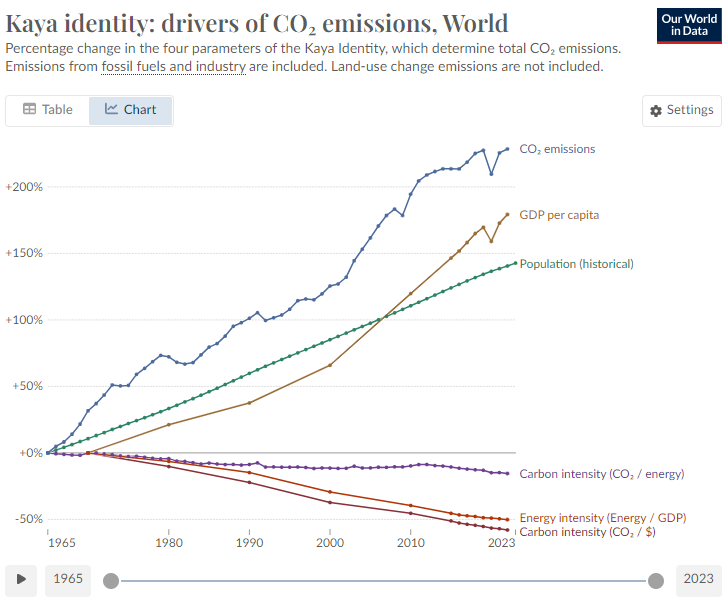 Kaya identity: drivers of CO₂ emissions, World
Our World
in Data
Percentage change in the four parameters of the Kaya Identity, which determine total CO₂ emissions.
Emissions from fossil fuels and industry are included. Land-use change emissions are not included.
Table
Chart
Settings
CO₂ emissions
+200%
GDP per capita
+150%
Population (historical)
+100%
+50%
+0%
Carbon intensity (CO₂ / energy)
-50%
Energy intensity (Energy / GDP)
Carbon intensity (CO₂ / $)
1965
1980
1990
2000
2010
2023
1965
2023